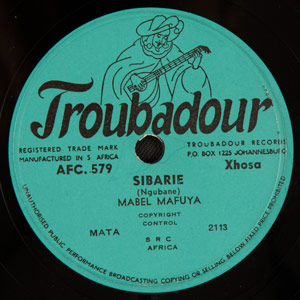 Troubadour
REGISTERED TRADE MARK
MANUFACTURED IN S AFRICA
AFC. 579
TROUBADOUR RECORDS
P.O. BOX 1225 JOHANNESBURG
Xhosa
SIBARIE
(Ngubane)
MABEL MAFUYA
COPYRIGHT
CONTROL
MATA 2113
B R C
AFRICA
UNAUTHORISED PUBLIC PERFORMANCE BROADCASTING COPYING OR SELLING BELOW FIXED PRICE STRICTLY PROHIBITED